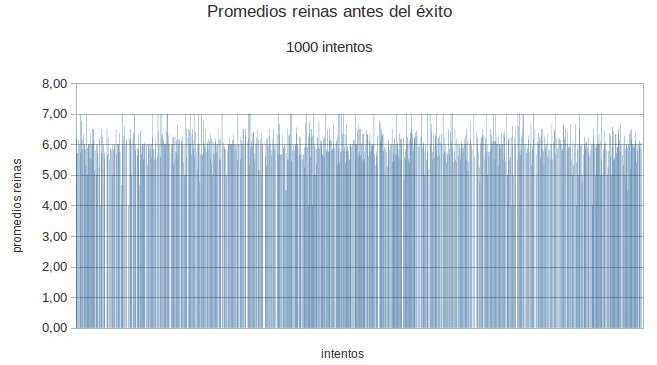 Promedios reinas antes del éxito
1000 intentos
8,00
7,00
6,00
5,00
4,00
3,00
2,00
1,00
0,00
promedios reinas
intentos